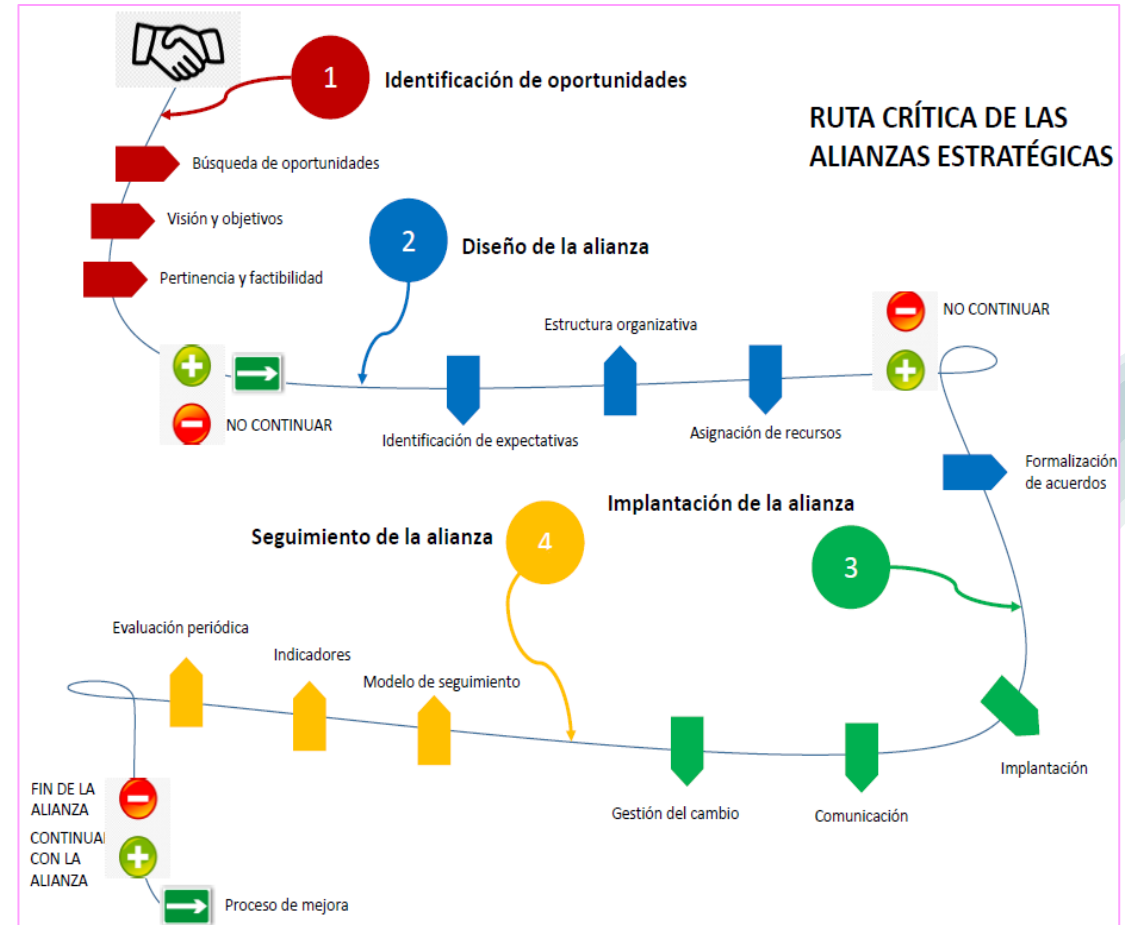 1
Identificación de oportunidades
RUTA CRÍTICA DE LAS
ALIANZAS ESTRATÉGICAS
Búsqueda de oportunidades
Visión y objetivos
Pertinencia y factibilidad
2
Diseño de la alianza
Estructura organizativa
NO CONTINUAR
NO CONTINUAR
Identificación de expectativas
Asignación de recursos
Formalización
de acuerdos
Implantación de la alianza
Seguimiento de la alianza
4
3
Evaluación periódica
Indicadores
Modelo de seguimiento
Implantación
Gestión del cambio
Comunicación
FIN DE LA
ALIANZA
CONTINUA
CON LA
ALIANZA
Proceso de mejora